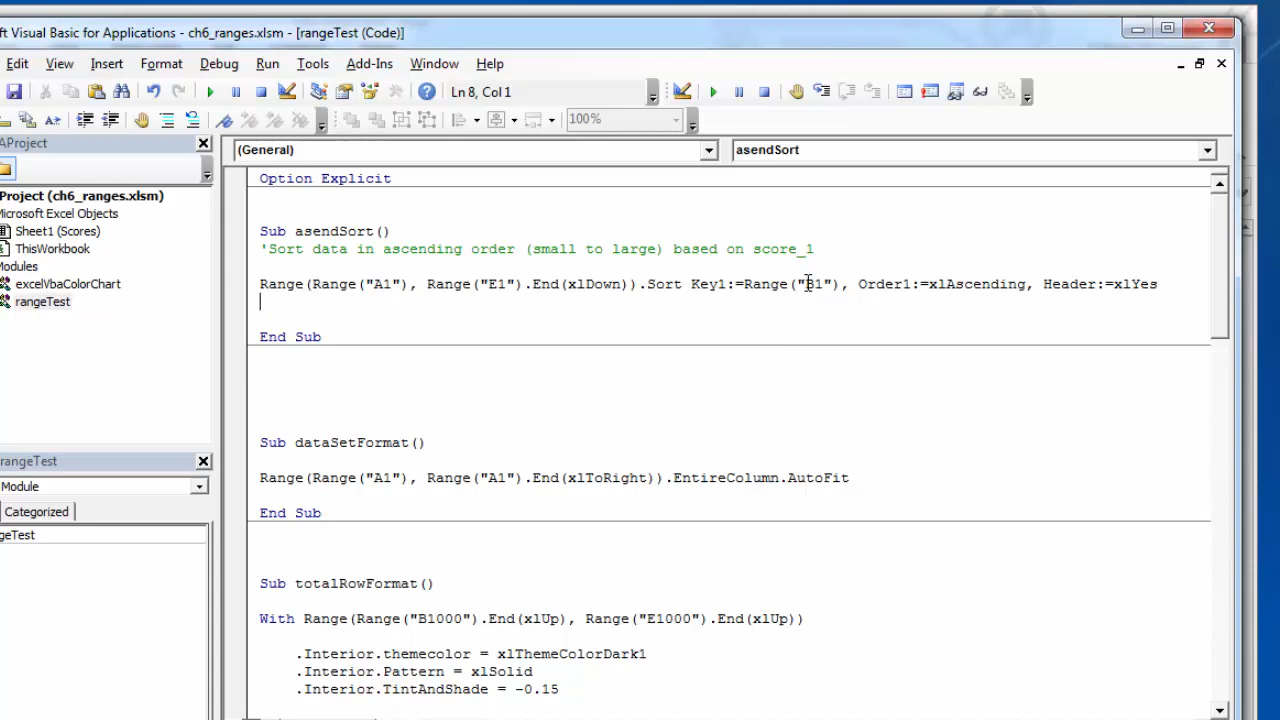 ft Visual Basic for Applications - ch6_ranges.xlsm - [rangeTest (Code)]
Edit View Insert Format Debug Run Tools Add-Ins Window Help
Ln 8, Col 1
100%
AProject
(General) asendSort
Project (ch6_ranges.xlsm)
Microsoft Excel Objects
Sheet1 (Scores)
ThisWorkbook
Modules
excelVbaColorChart
rangeTest
rangeTest
Module
Categorized
ngeTest
Option Explicit
Sub asendSort()
'Sort data in ascending order (small to large) based on score_1
Range(Range("A1"), Range("E1").End(xlDown)).Sort Key1:=Range("B1"), Order1:=xlAscending, Header:=xlYes
End Sub
Sub dataSetFormat()
Range(Range("A1"), Range("A1").End(xlToRight)).EntireColumn.AutoFit
End Sub
Sub totalRowFormat()
With Range(Range("B1000").End(xlUp), Range("E1000").End(xlUp))
.Interior.themecolor = xlThemeColorDark1
.Interior.Pattern = xlSolid
.Interior.TintAndShade = -0.15